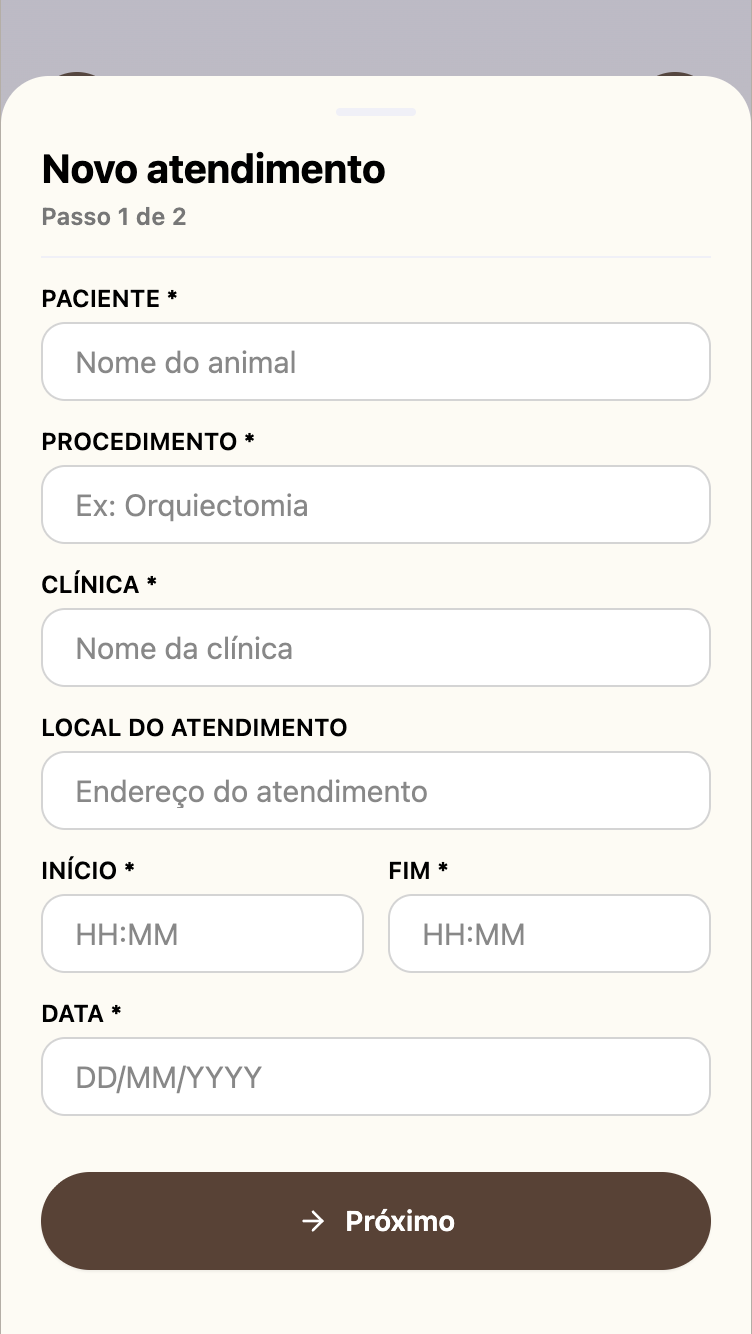 Novo atendimento
Passo 1 de 2
PACIENTE *
Nome do animal
PROCEDIMENTO *
Ex: Orquiectomia
CLÍNICA *
Nome da clínica
LOCAL DO ATENDIMENTO
Endereço do atendimento
INÍCIO * FIM *
HH:MM HH:MM
DATA *
DD/MM/YYYY
→ Próximo